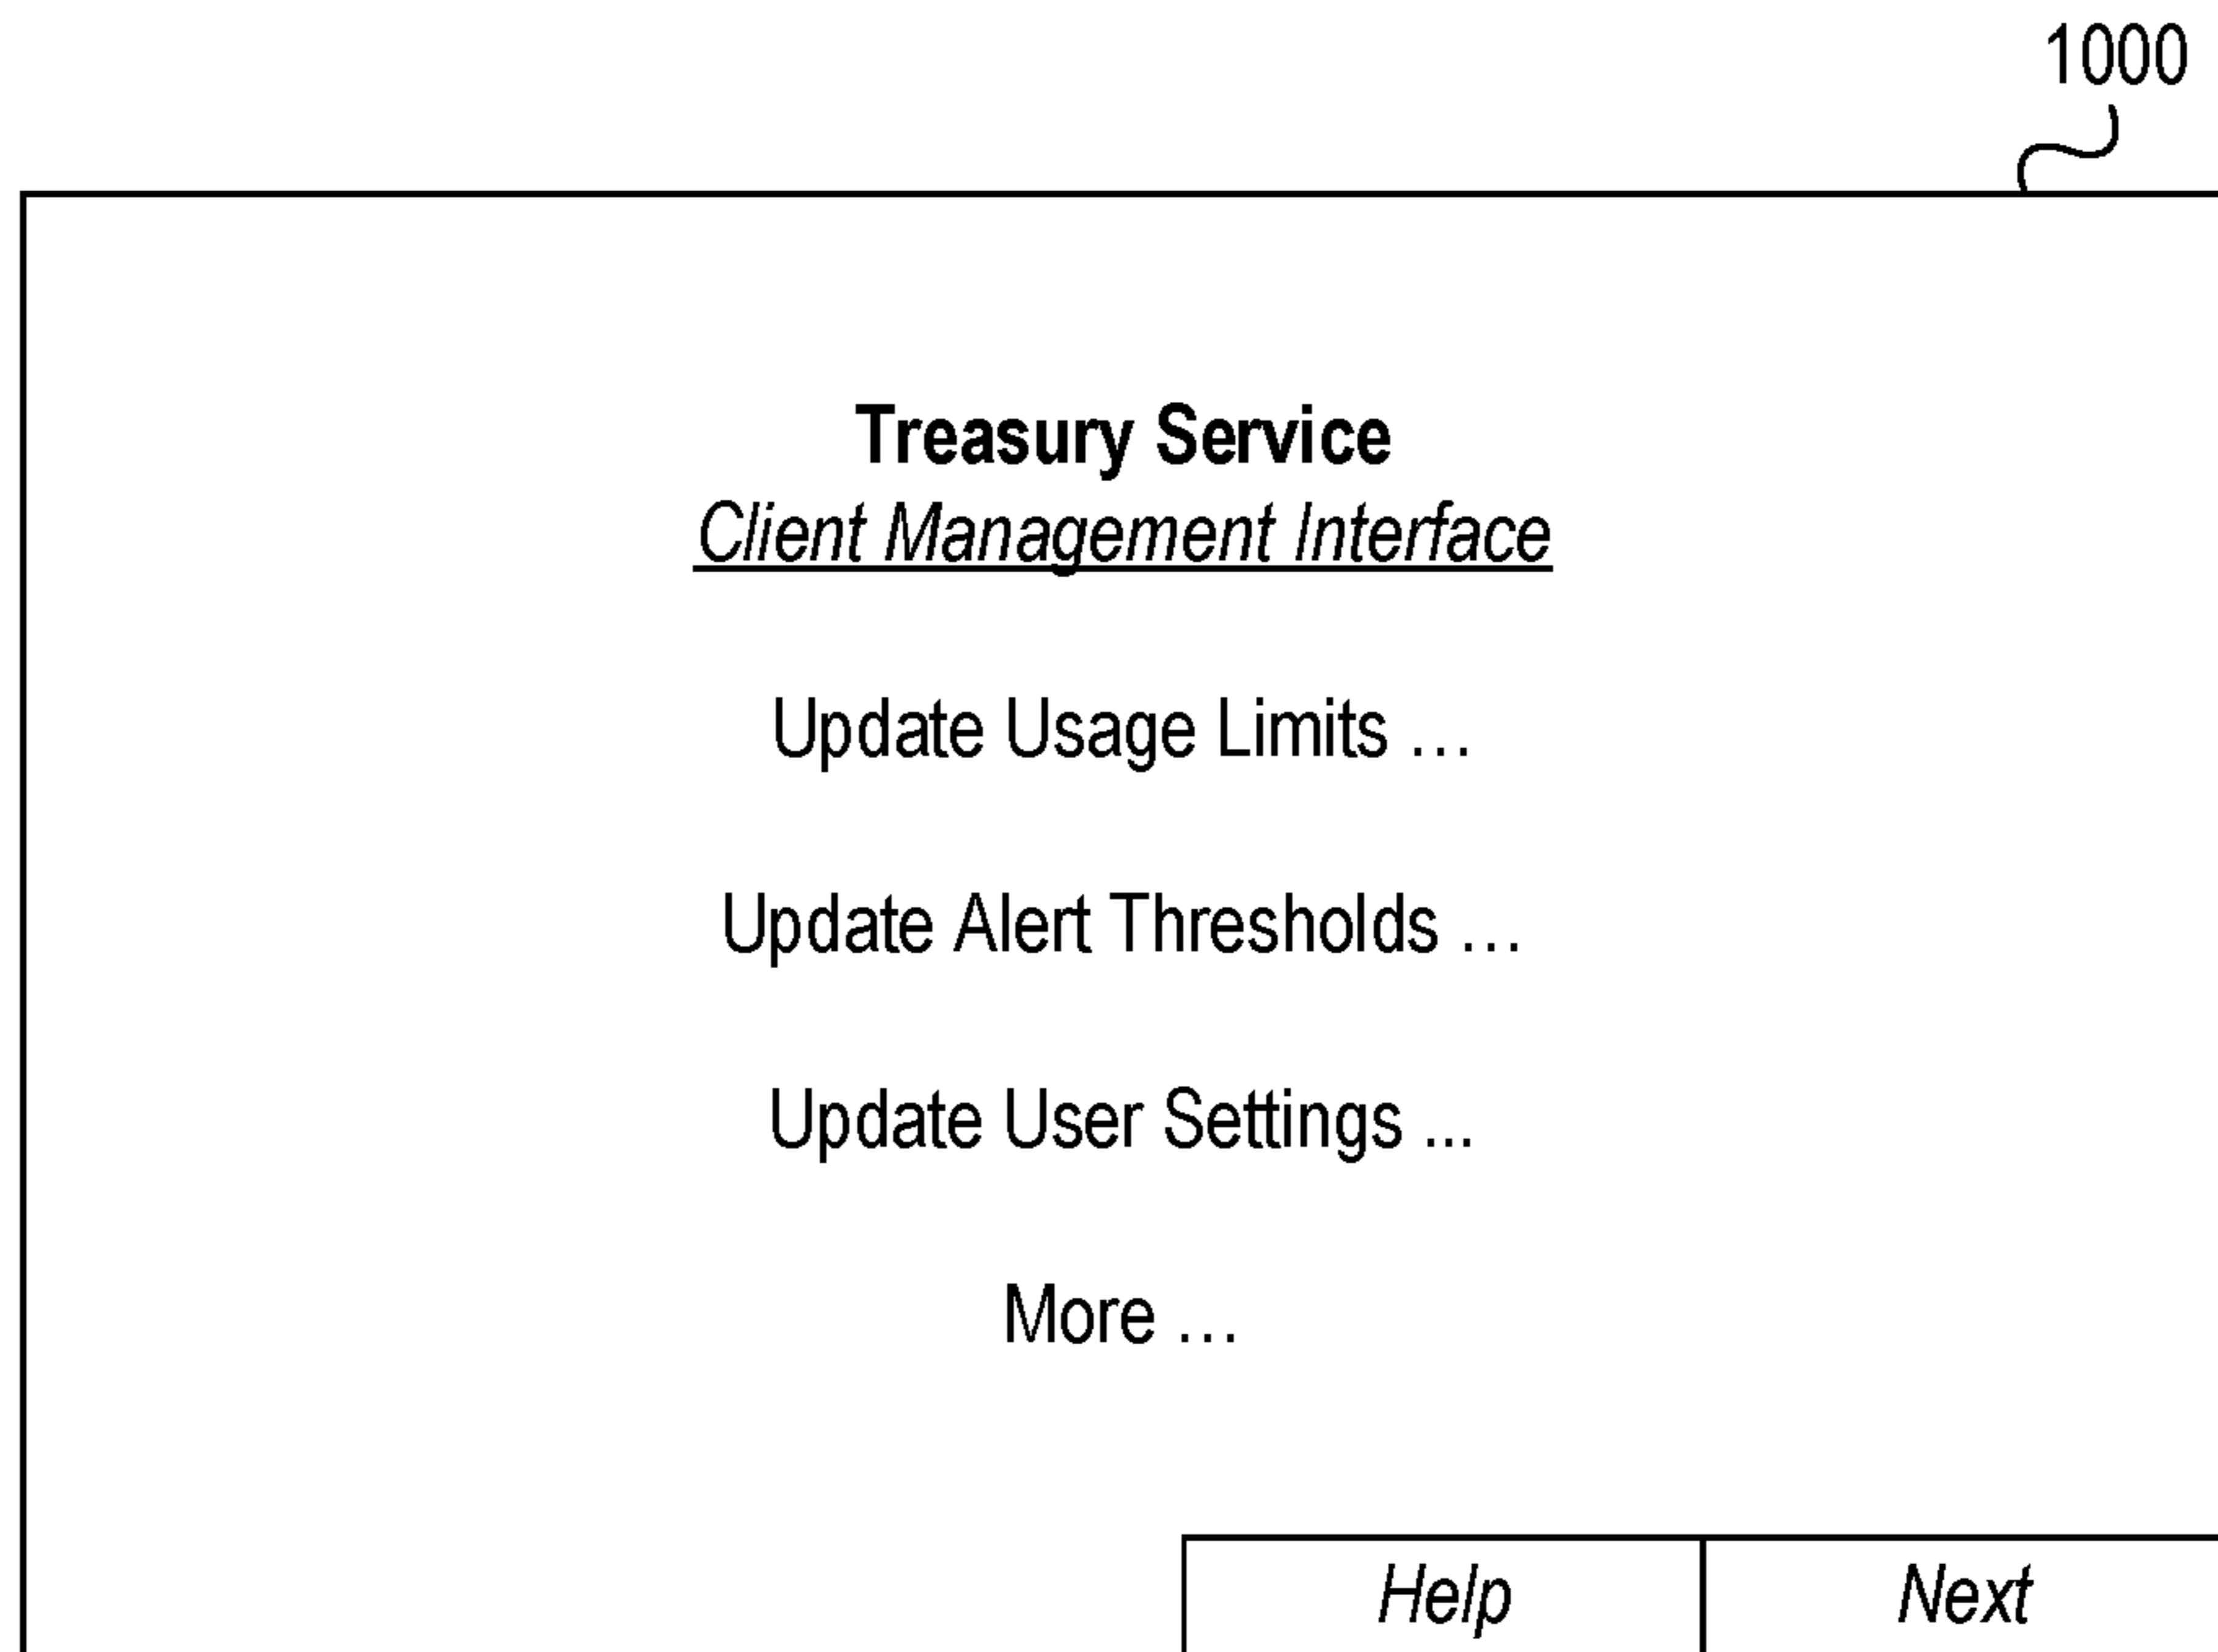 1000
Treasury Service
Client Management Interface
Update Usage Limits ...
Update Alert Thresholds ...
Update User Settings ...
More ...
Help Next